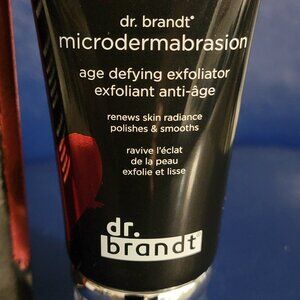 dr. brandt®
microdermabrasion
age defying exfoliator
exfoliant anti-âge
renews skin radiance
polishes & smooths
ravive l'éclat
de la peau
exfolie et lisse
dr.
brandt